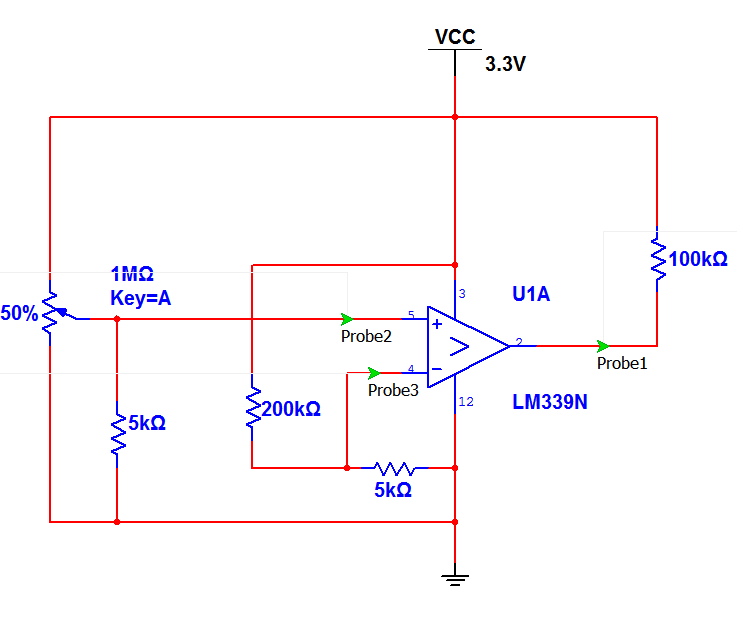 VCC
3.3V
1MΩ
Key=A
50%
3
U1A
100kΩ
5
+
2
Probe2
Probe1
4
Probe3
12
LM339N
200kΩ
5kΩ
5kΩ